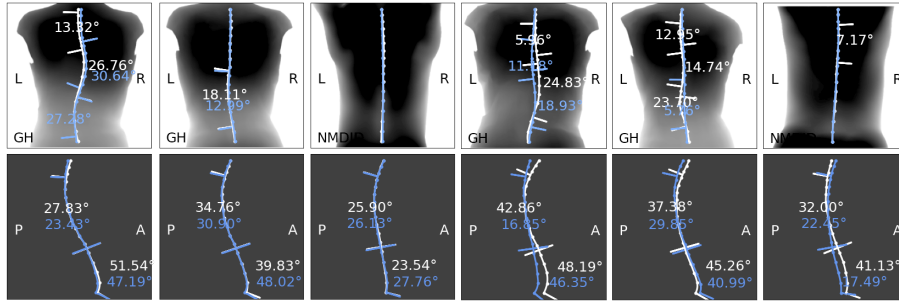 13.32°
26.76°
30.64°
L
R
27.28°
GH
18.11°
12.99°
L
R
GH
L
R
NMDID
5.96°
24.83°
18.93°
L
R
GH
12.95°
14.74°
23.70°
L
R
GH
7.17°
L
R
27.83°
23.43°
P
A
51.54°
47.19°
34.76°
30.90°
P
A
39.83°
48.02°
25.90°
26.13°
P
A
23.54°
27.76°
42.86°
16.85°
P
A
48.19°
46.35°
37.38°
29.85°
P
A
45.26°
40.99°
32.00°
22.45°
P
A
41.13°